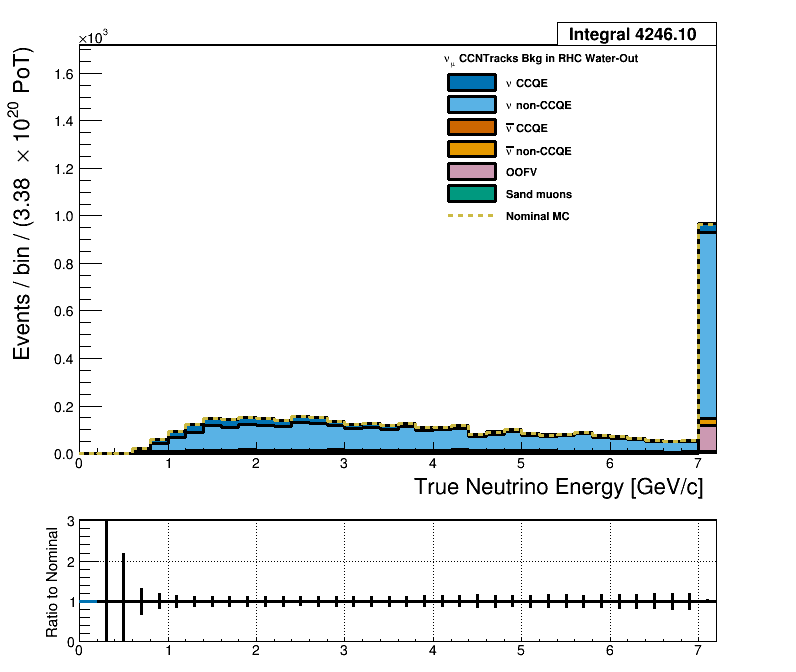 Integral 4246.10
×10³
ν_μ CCNTracks Bkg in RHC Water-Out
ν CCQE
ν non-CCQE
ν̅ CCQE
ν̅ non-CCQE
OOFV
Sand muons
Nominal MC
Events / bin / (3.38 × 10²⁰ PoT)
1.6
1.4
1.2
1.0
0.8
0.6
0.4
0.2
0.0
0 1 2 3 4 5 6 7
True Neutrino Energy [GeV/c]
Ratio to Nominal
3
2
1
0
0 1 2 3 4 5 6 7